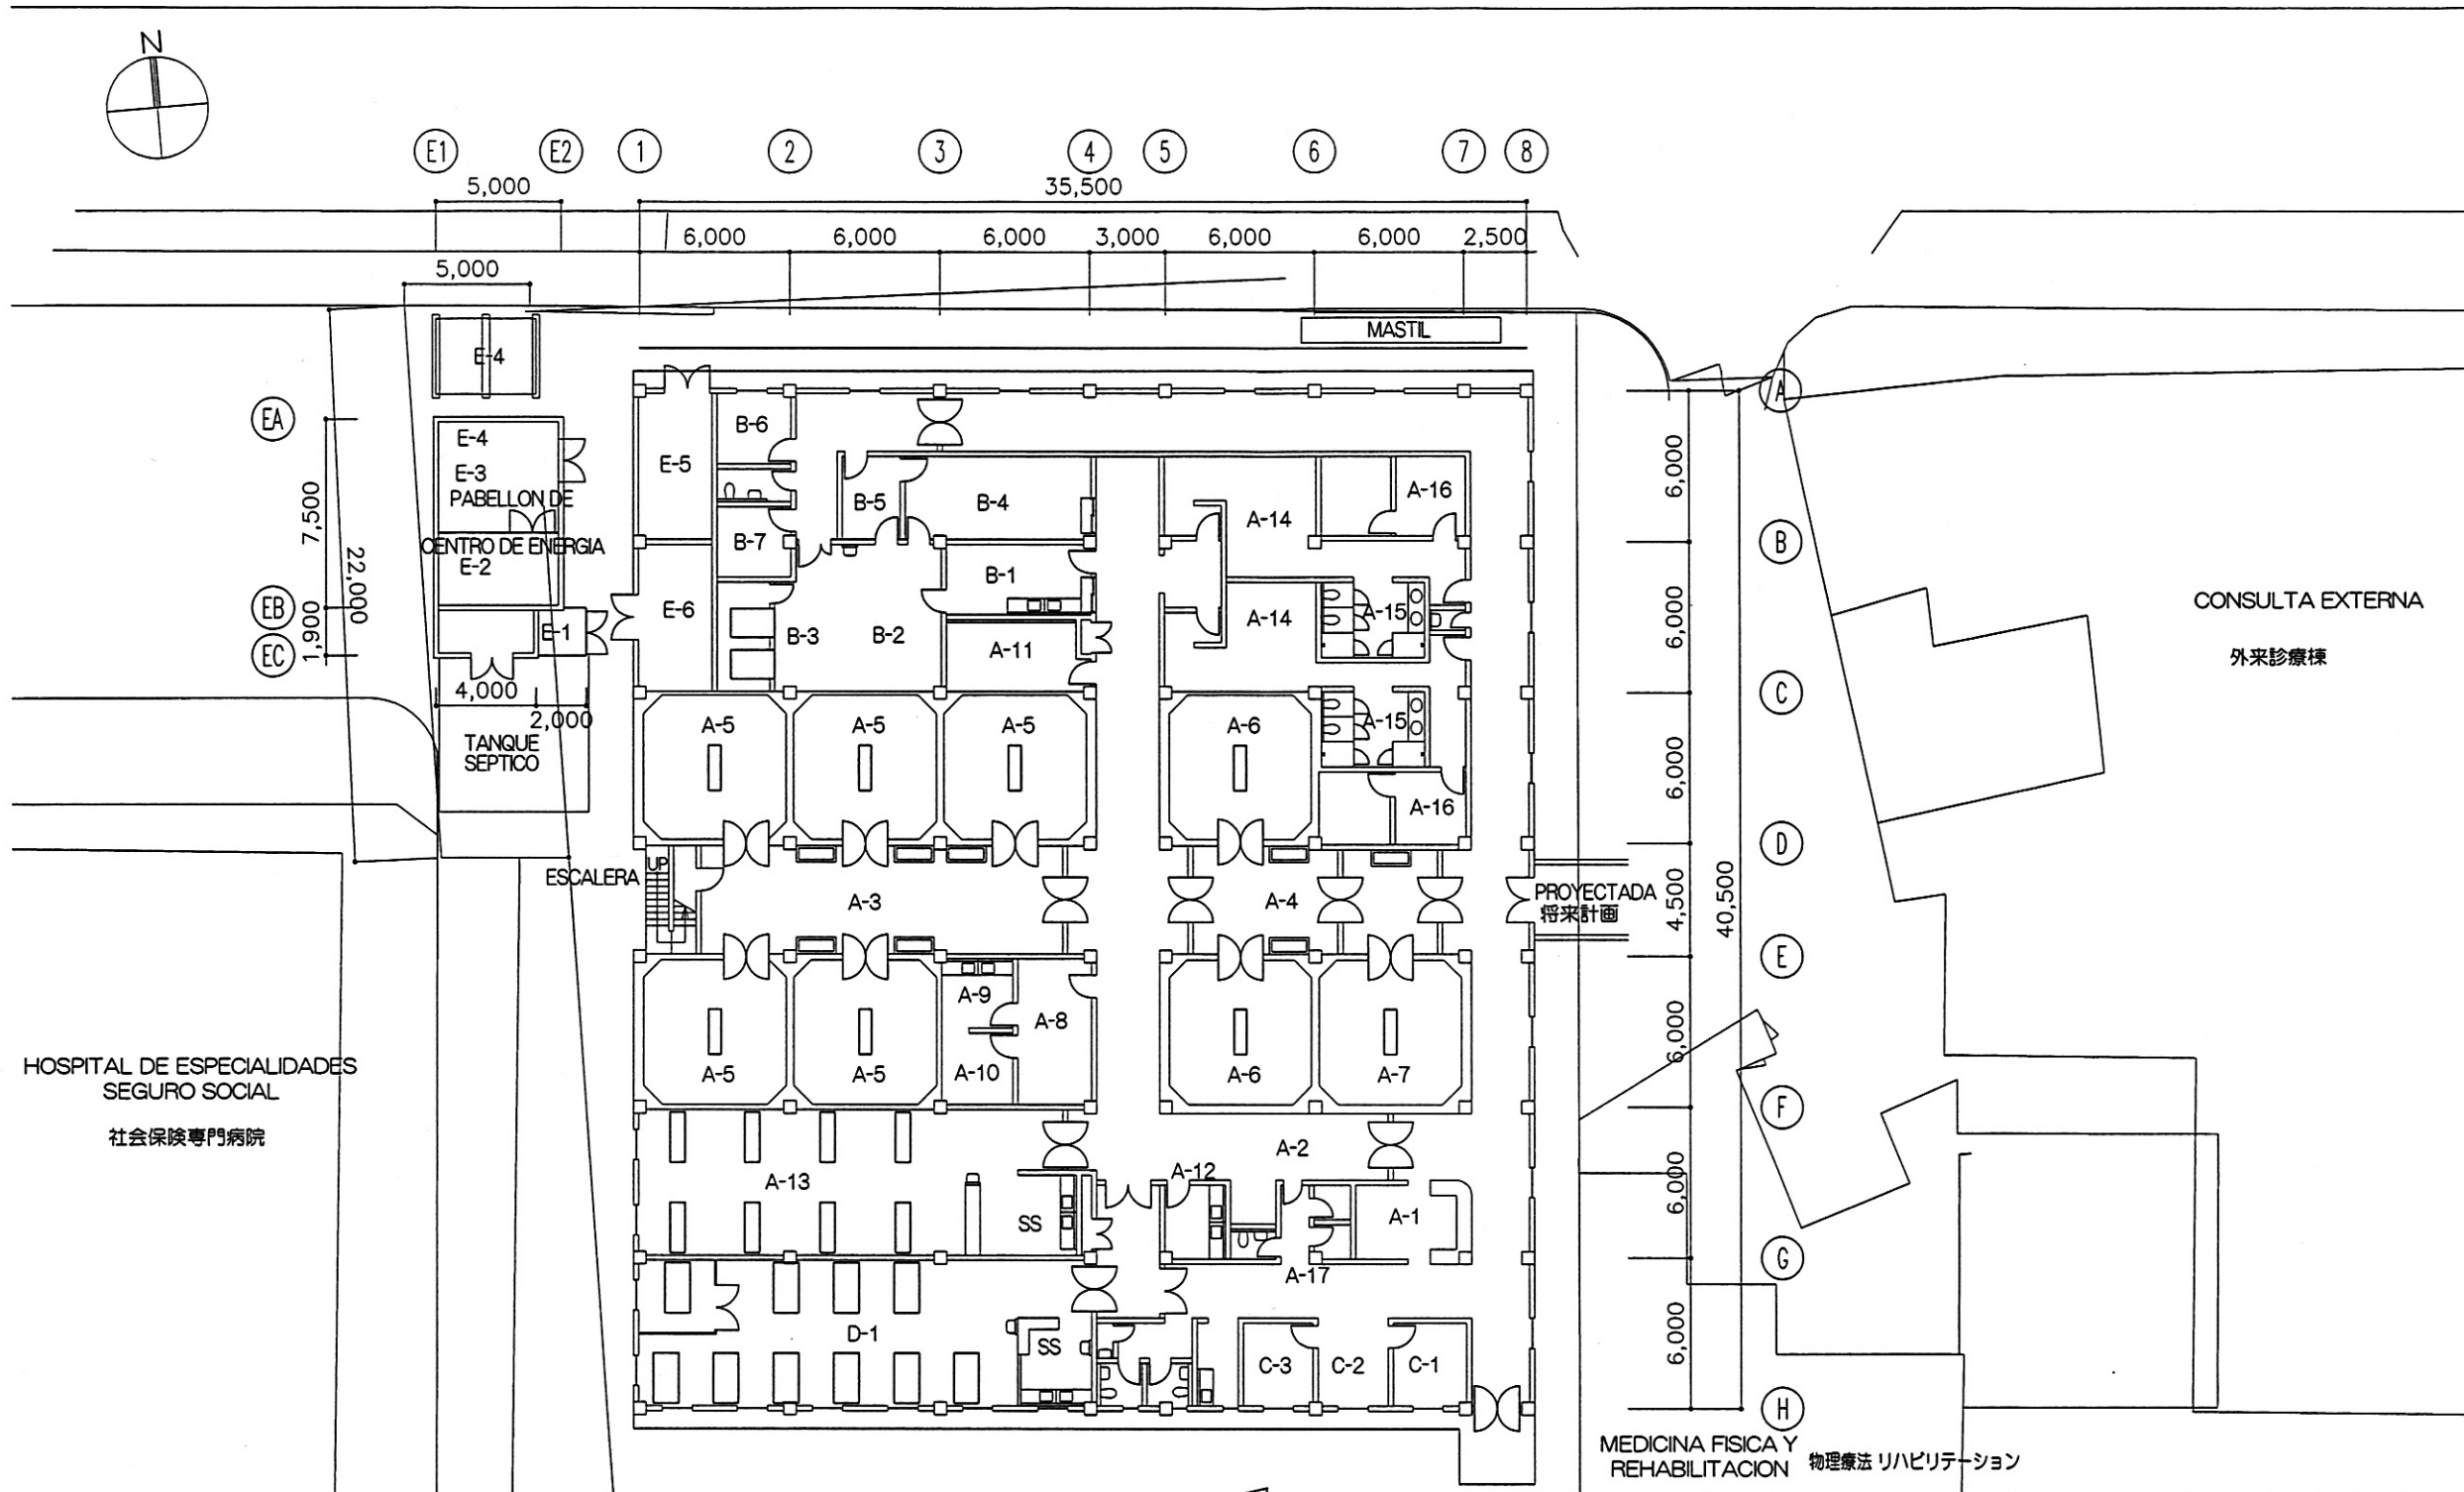 N
E1 E2 1 2 3 4 5 6 7 8
5,000 35,500
6,000 6,000 6,000 3,000 6,000 6,000 2,500
5,000
MASTIL
E-4
A
EA
E-4
B-6
E-5
6,000
E-3
PABELLON DE
B-5 B-4 A-16
A-14
7,500
B-7
B
CENTRO DE ENERGIA
E-2
22,000
B-1
EB
E-6
A-14 A-15
6,000
CONSULTA EXTERNA
E-1
B-3 B-2
1,900
EC
A-11
外来診療棟
4,000
2,000
C
A-5 A-5 A-5 A-6 A-15
TANQUE
SEPTICO
6,000
A-16
D
UP
ESCALERA
A-3 A-4
PROYECTADA
将来計画
4,500
40,500
E
A-9
A-8
6,000
HOSPITAL DE ESPECIALIDADES
SEGURO SOCIAL
A-5 A-5 A-10 A-6 A-7
F
社会保険専門病院
A-2
A-12
A-13
6,000
SS
A-1
G
A-17
D-1
SS
C-3 C-2 C-1
6,000
H
MEDICINA FISICA Y
REHABILITACION
物理療法 リハビリテーション